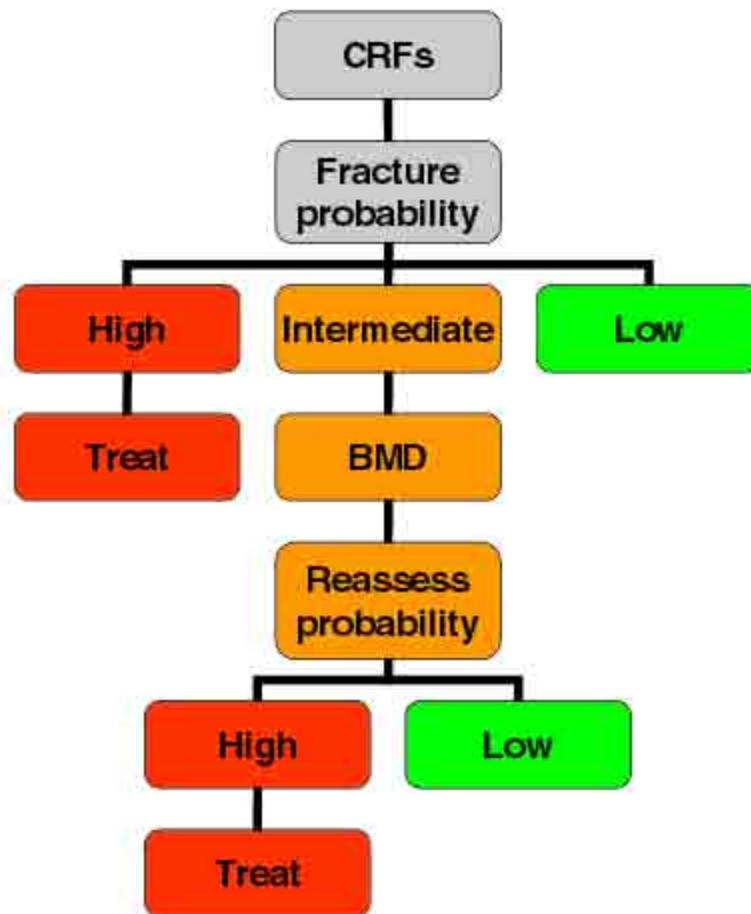 CRFs
Fracture
probability
High
Intermediate
Low
Treat
BMD
Reassess
probability
High
Low
Treat